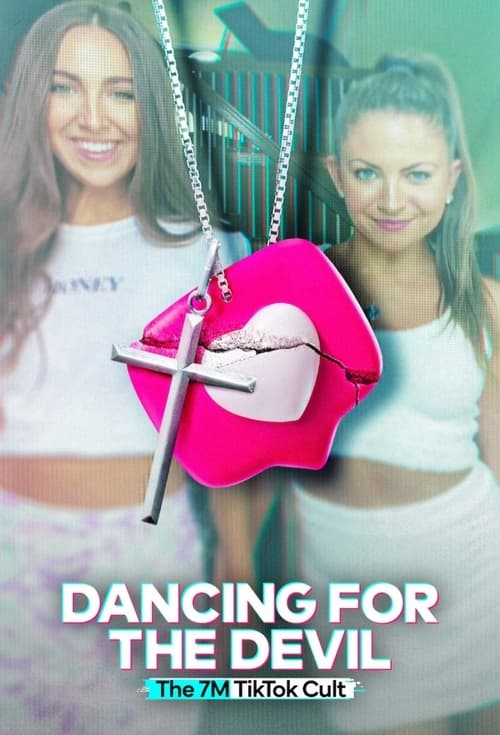 DANCING FOR
THE DEVIL
The 7M TikTok Cult